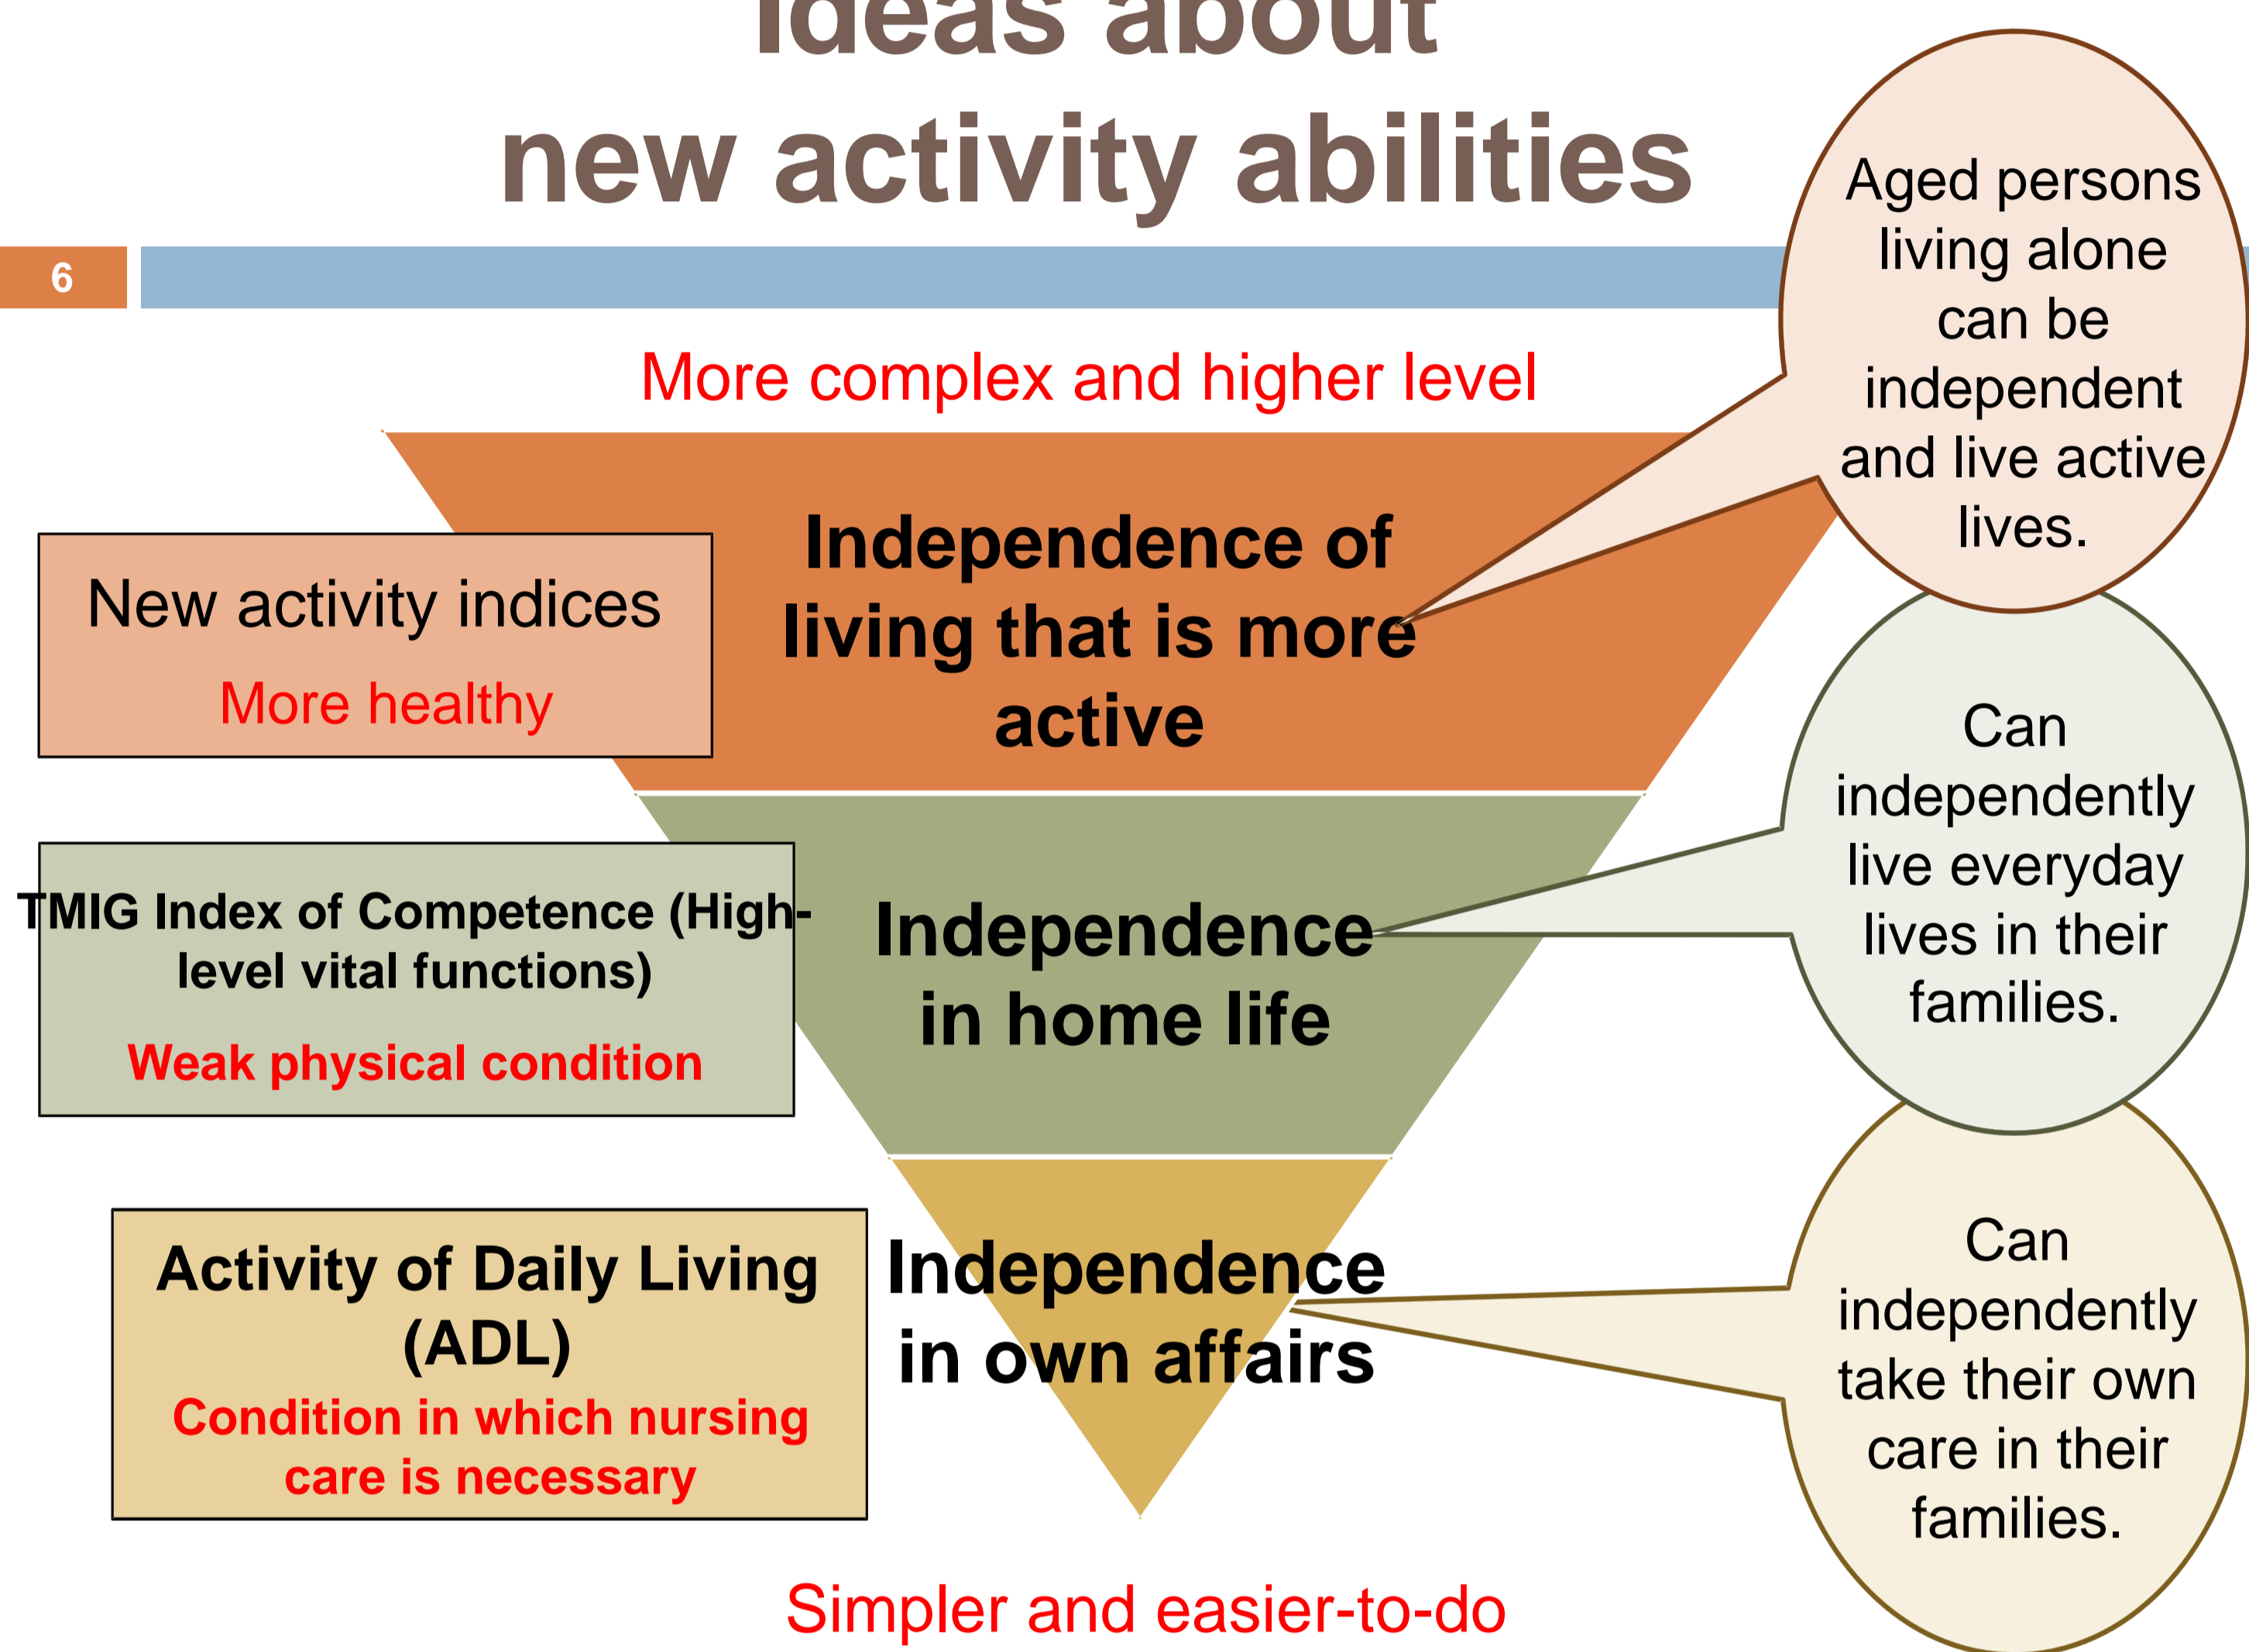 Ideas about
new activity abilities
6
More complex and higher level
Aged persons
living alone
can be
independent
and live active
lives.
New activity indices
More healthy
Independence of
living that is more
active
TMIG Index of Competence (High-
level vital functions)
Weak physical condition
Independence
in home life
Can
independently
live everyday
lives in their
families.
Activity of Daily Living
(ADL)
Condition in which nursing
care is necessary
Independence
in own affairs
Can
independently
take their own
care in their
families.
Simpler and easier-to-do